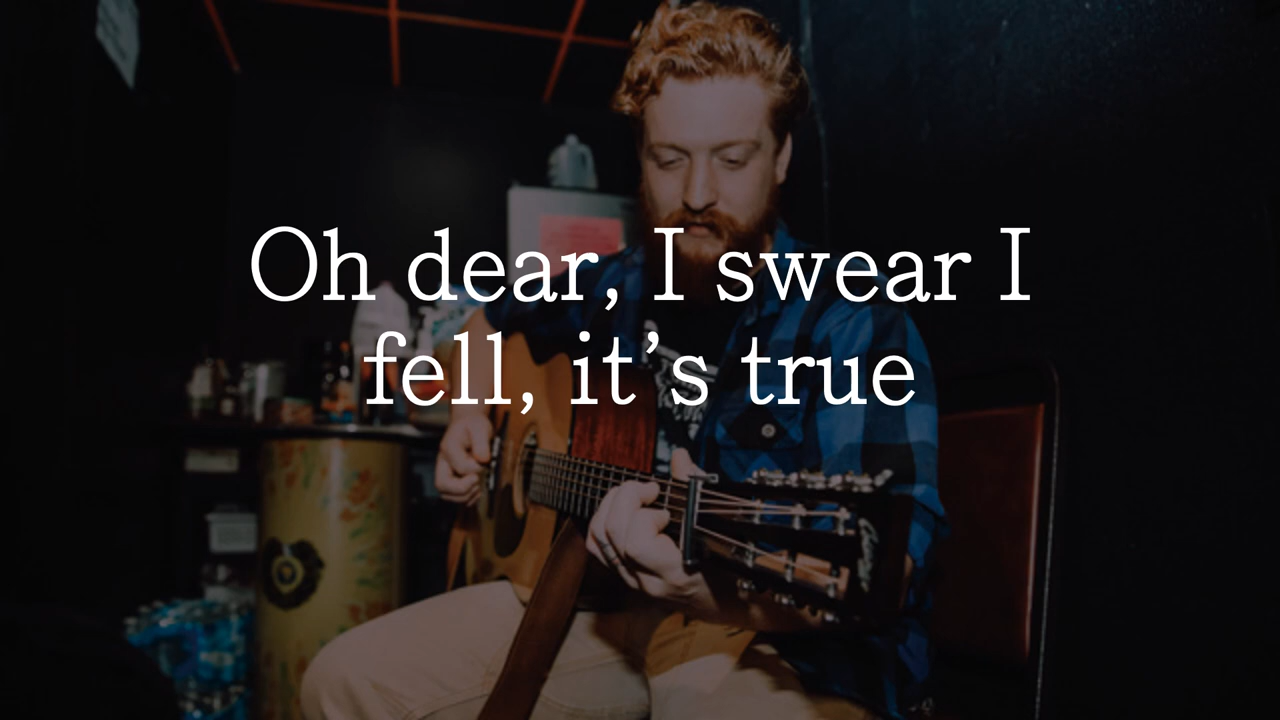 Oh dear, I swear I
fell, it’s true